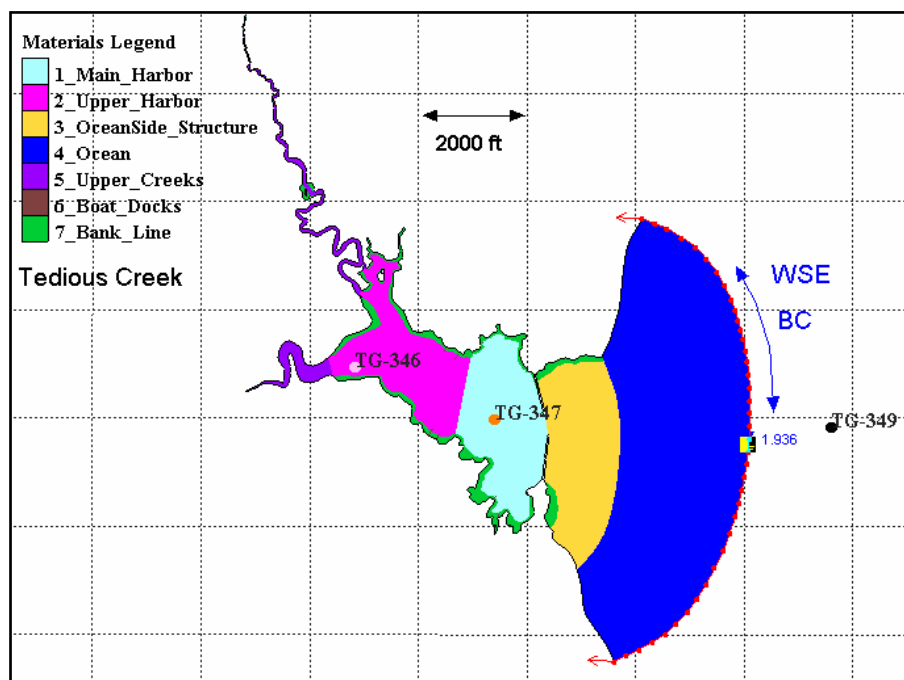 Materials Legend
1_Main_Harbor
2_Upper_Harbor
3_OceanSide_Structure
4_Ocean
5_Upper_Creeks
6_Boat_Docks
7_Bank_Line
Tedious Creek
2000 ft
WSE
BC
TG-346
TG-347
TG-349
1.936